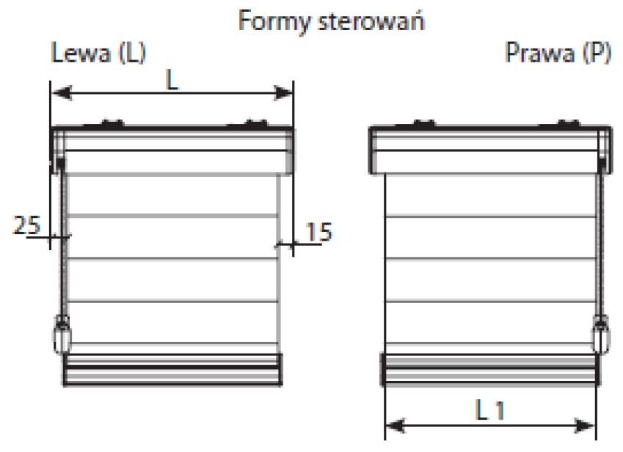 Formy sterowań
Lewa (L)
Prawa (P)
L
25
15
L 1